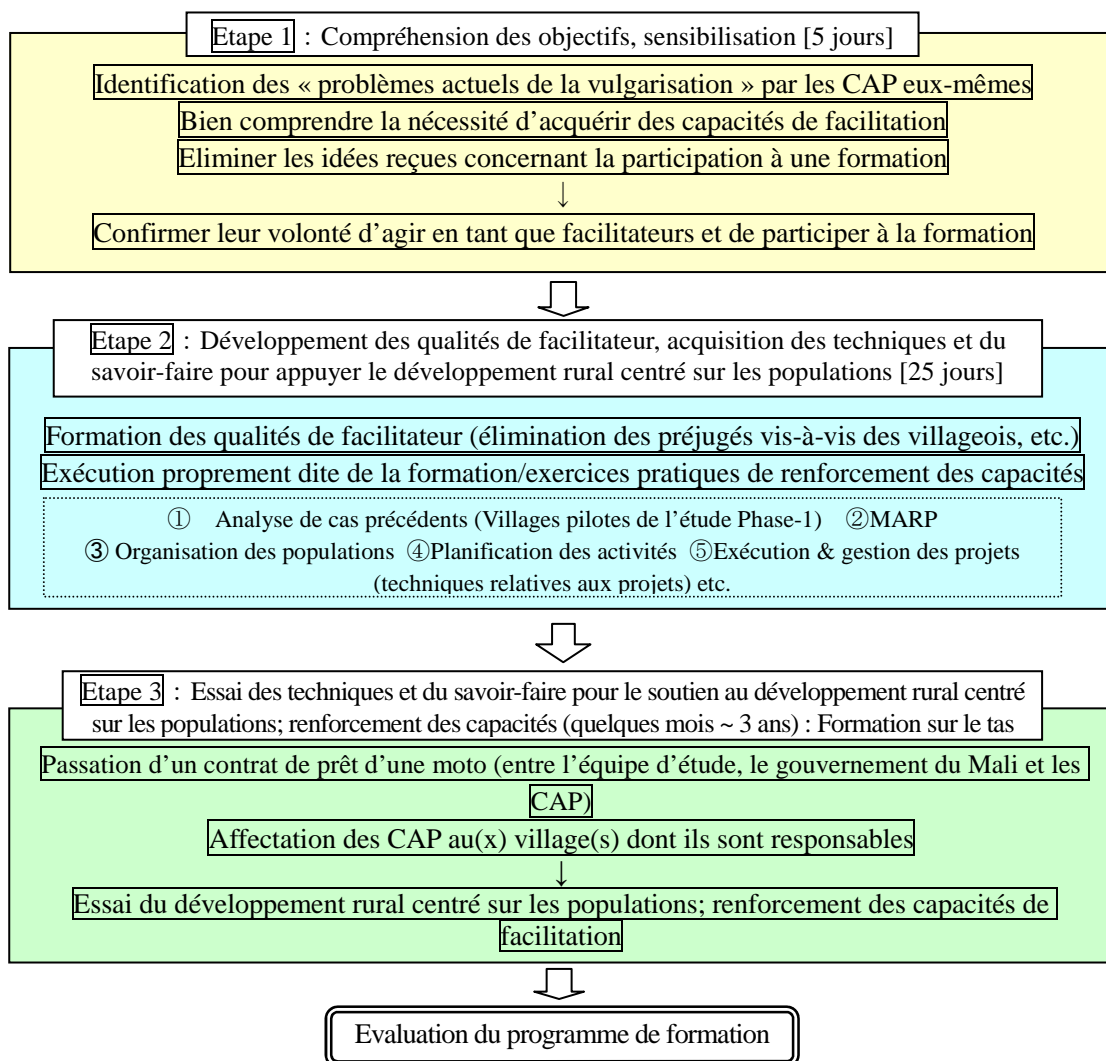 Etape 1 : Compréhension des objectifs, sensibilisation [5 jours]
Identification des « problèmes actuels de la vulgarisation » par les CAP eux-mêmes
Bien comprendre la nécessité d’acquérir des capacités de facilitation
Eliminer les idées reçues concernant la participation à une formation
↓
Confirmer leur volonté d’agir en tant que facilitateurs et de participer à la formation
Etape 2 : Développement des qualités de facilitateur, acquisition des techniques et du
savoir-faire pour appuyer le développement rural centré sur les populations [25 jours]
Formation des qualités de facilitateur (élimination des préjugés vis-à-vis des villageois, etc.)
Exécution proprement dite de la formation/exercices pratiques de renforcement des capacités
① Analyse de cas précédents (Villages pilotes de l’étude Phase-1) ②MARP
③ Organisation des populations ④Planification des activités ⑤Exécution & gestion des projets
(techniques relatives aux projets) etc.
Etape 3 : Essai des techniques et du savoir-faire pour le soutien au développement rural centré
sur les populations; renforcement des capacités (quelques mois ~ 3 ans) : Formation sur le tas
Passation d’un contrat de prêt d’une moto (entre l’équipe d’étude, le gouvernement du Mali et les
CAP)
Affectation des CAP au(x) village(s) dont ils sont responsables
↓
Essai du développement rural centré sur les populations; renforcement des capacités de
facilitation
Evaluation du programme de formation